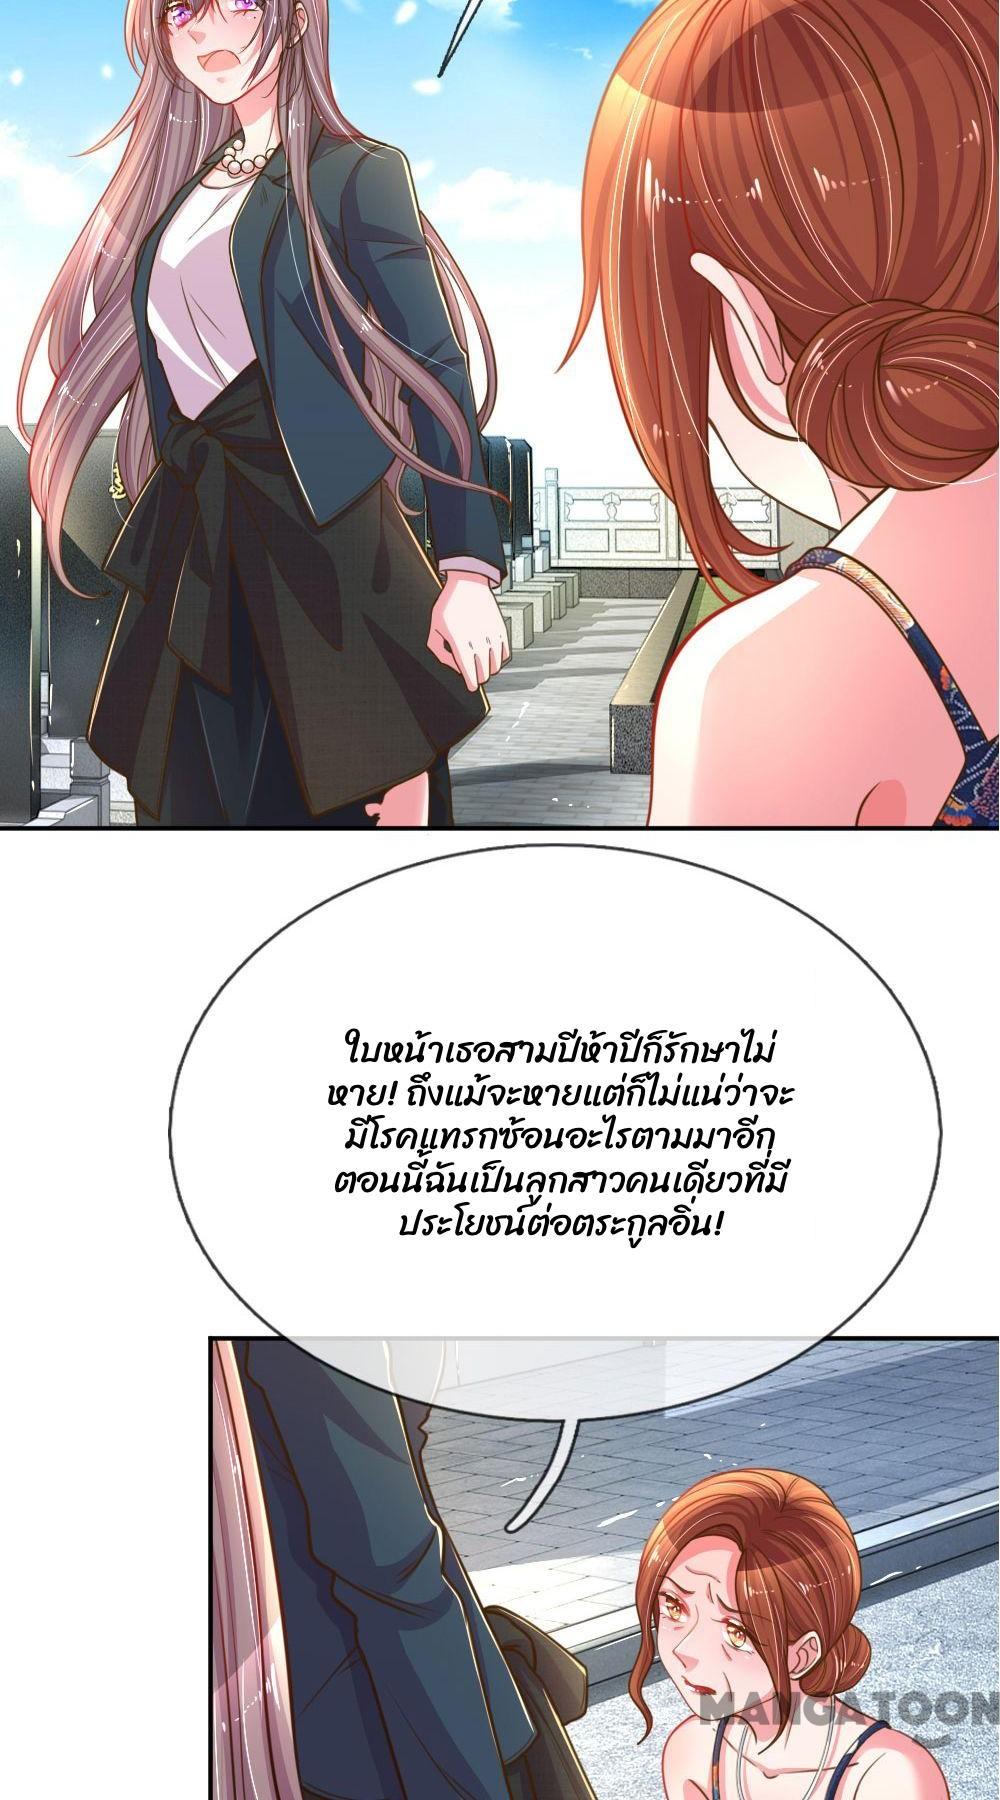 ใบหน้าเธอสามปีห้าปีก็รักษาไม่
หาย! ถึงแม้จะหายแต่ก็ไม่แน่ว่าจะ
มีโรคแทรกซ้อนอะไรตามมาอีก
ตอนนี้ฉันเป็นลูกสาวคนเดียวที่มี
ประโยชน์ต่อตระกูลอิ่น!
MANGATOON